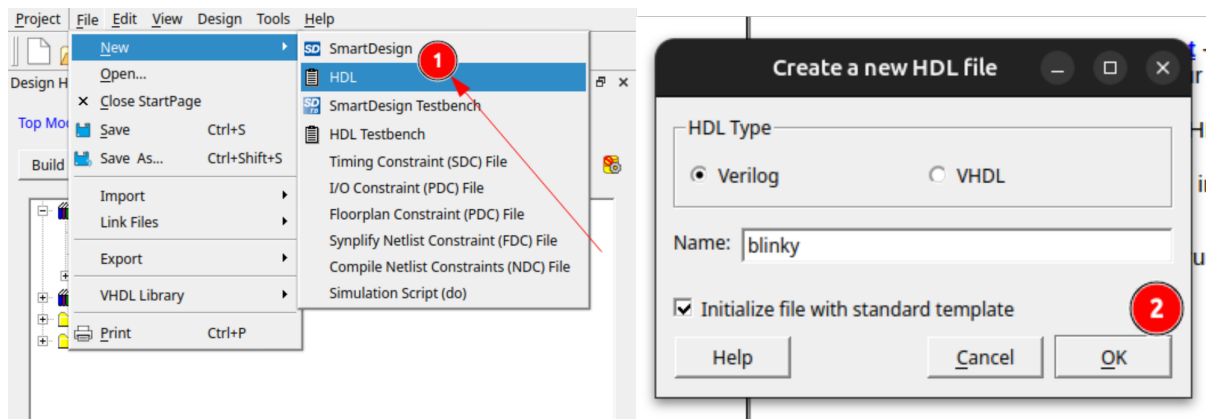 Project File Edit View Design Tools Help
New
Open...
Close StartPage
Save Ctrl+S
Save As... Ctrl+Shift+S
Import
Link Files
Export
VHDL Library
Print Ctrl+P
SmartDesign
HDL
SmartDesign Testbench
HDL Testbench
Timing Constraint (SDC) File
I/O Constraint (PDC) File
Floorplan Constraint (PDC) File
Synplify Netlist Constraint (FDC) File
Compile Netlist Constraints (NDC) File
Simulation Script (do)
1
Design H
Top Mo
Build
Create a new HDL file
HDL Type
Verilog VHDL
Name: blinky
Initialize file with standard template
2
Help Cancel OK